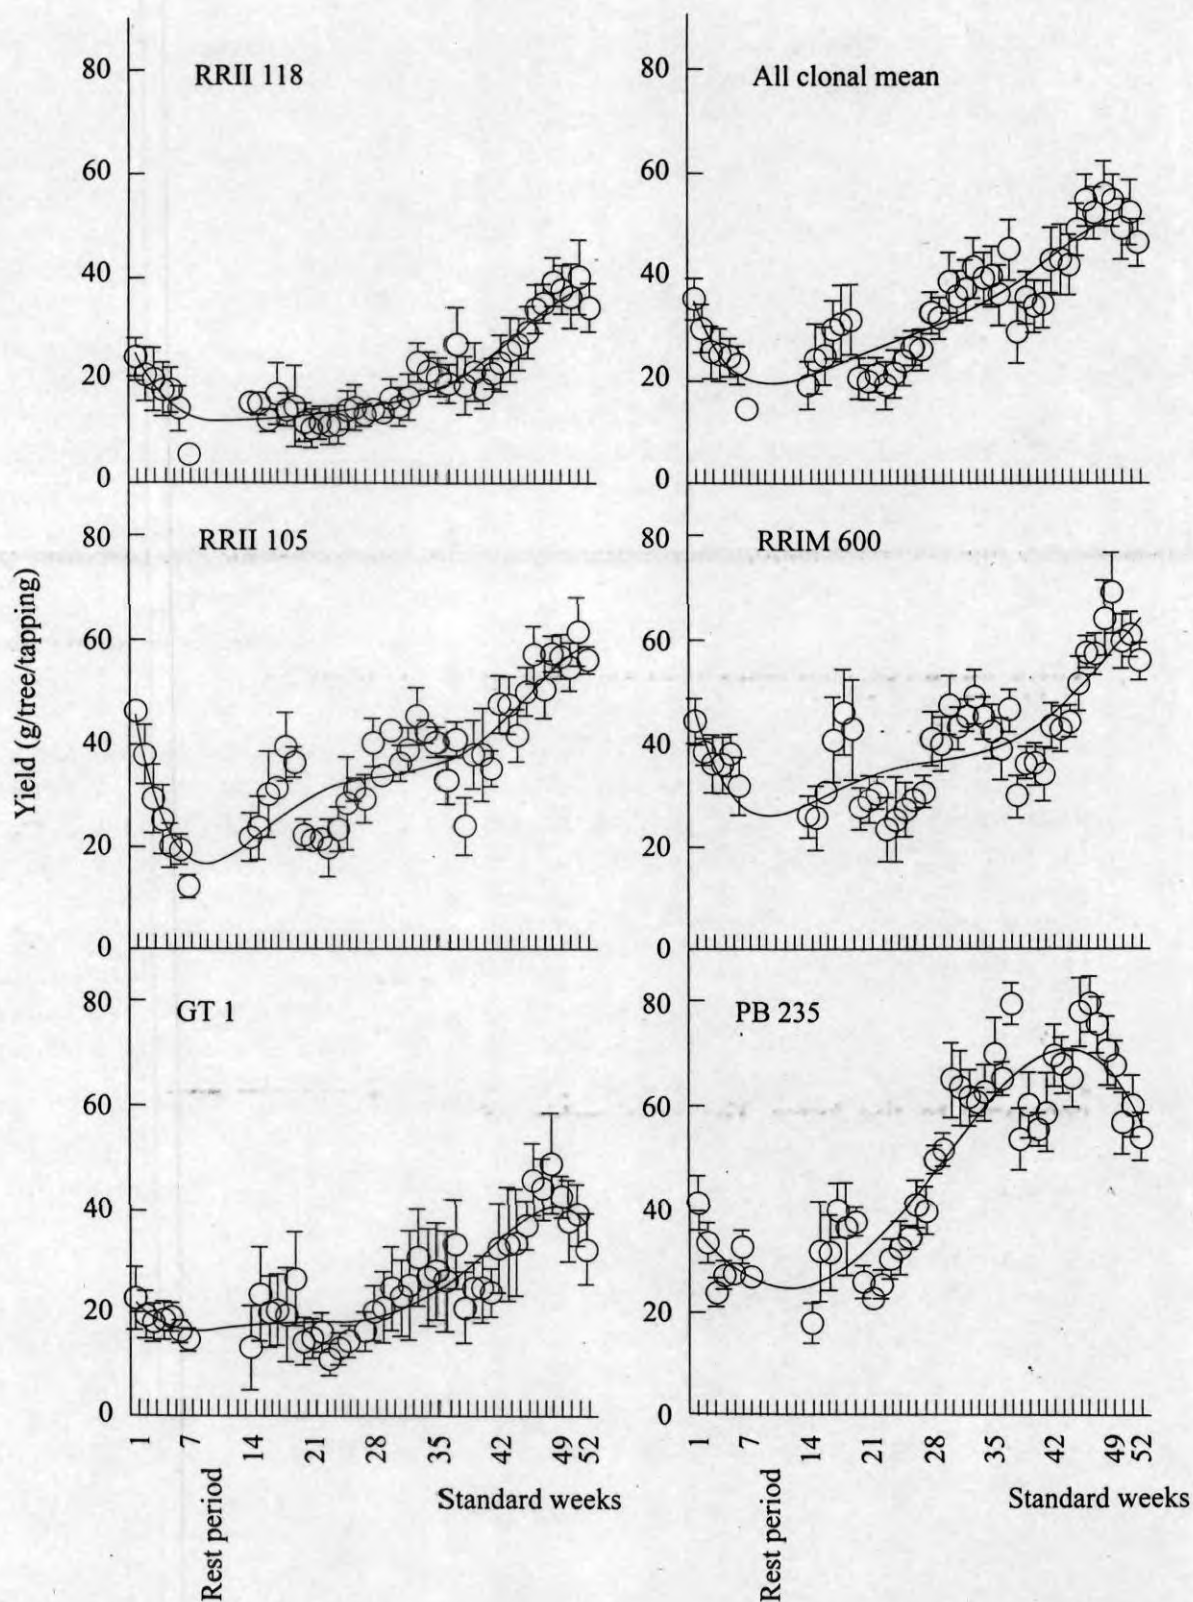 RRII 118
80
60
40
20
0
All clonal mean
80
60
40
20
0
Yield (g/tree/tapping)
RRII 105
80
60
40
20
0
RRIM 600
80
60
40
20
0
GT 1
80
60
40
20
0
PB 235
80
60
40
20
0
1 7 14 21 28 35 42 49 52
Rest period
Standard weeks
1 7 14 21 28 35 42 49 52
Rest period
Standard weeks